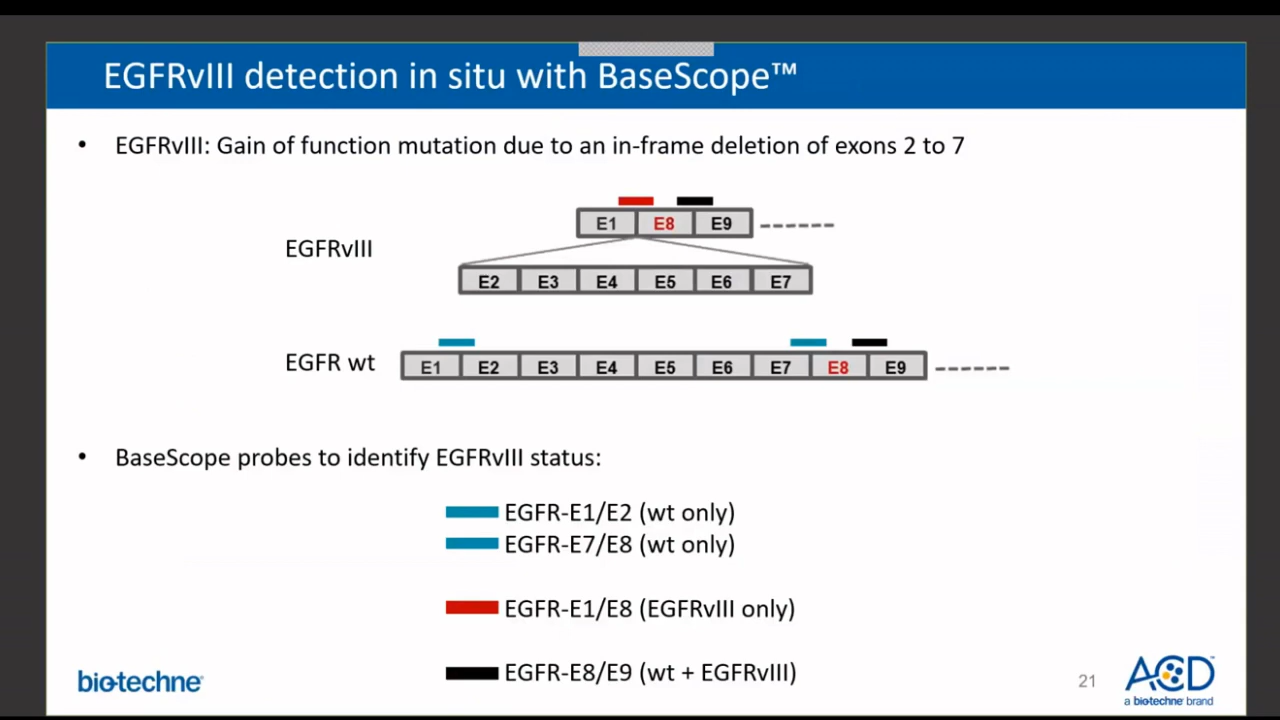 EGFRvIII detection in situ with BaseScope™
• EGFRvIII: Gain of function mutation due to an in-frame deletion of exons 2 to 7
E1 E8 E9
EGFRvIII
E2 E3 E4 E5 E6 E7
EGFR wt
E1 E2 E3 E4 E5 E6 E7 E8 E9
• BaseScope probes to identify EGFRvIII status:
EGFR-E1/E2 (wt only)
EGFR-E7/E8 (wt only)
EGFR-E1/E8 (EGFRvIII only)
EGFR-E8/E9 (wt + EGFRvIII)
bio-techne
21
ACD™
a biotechne brand